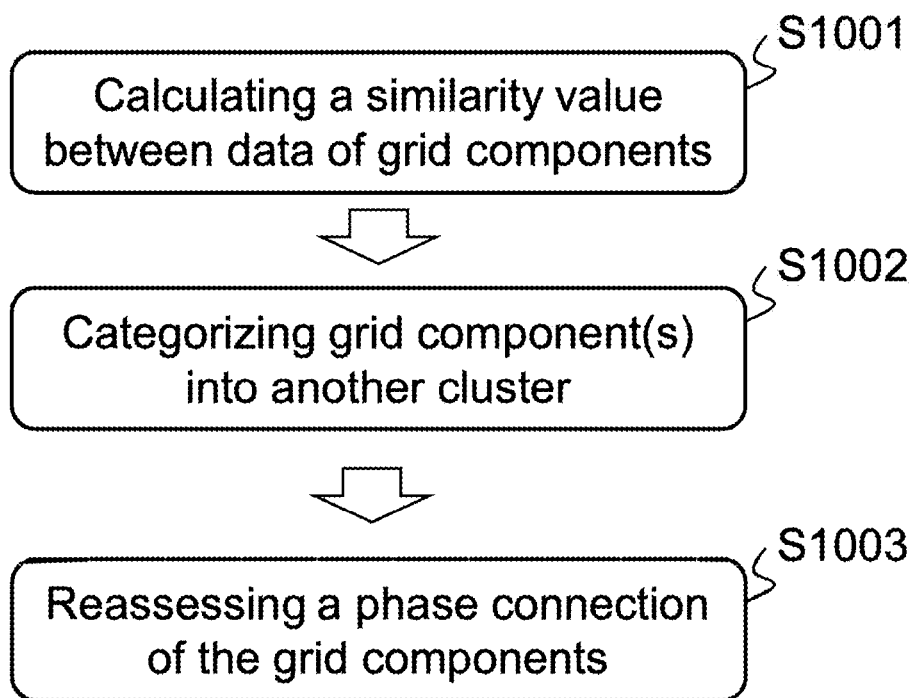 S1001
Calculating a similarity value
between data of grid components
S1002
Categorizing grid component(s)
into another cluster
S1003
Reassessing a phase connection
of the grid components